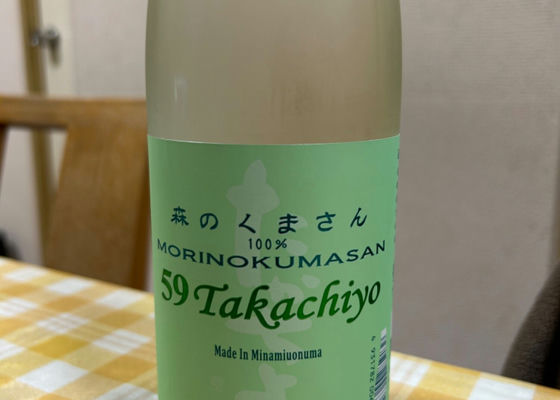 森のくまさん
100%
MORINOKUMASAN
59 Takachiyo
Made In Minamiuonuma